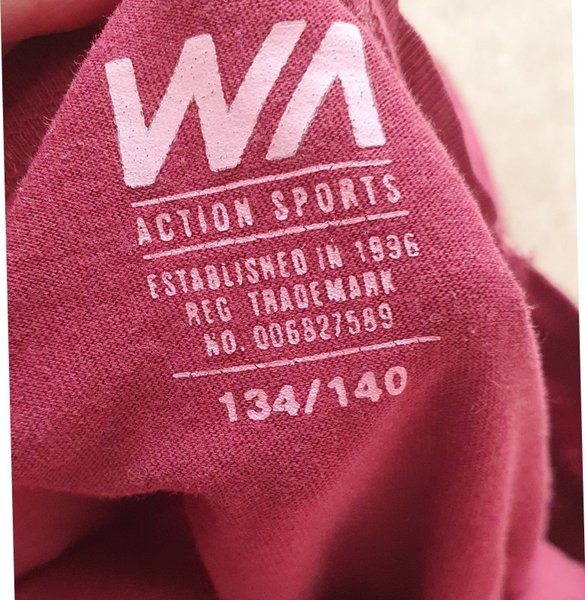 WA
ACTION SPORTS
ESTABLISHED IN 1996
REG TRADEMARK
NO. 006827589
134/140